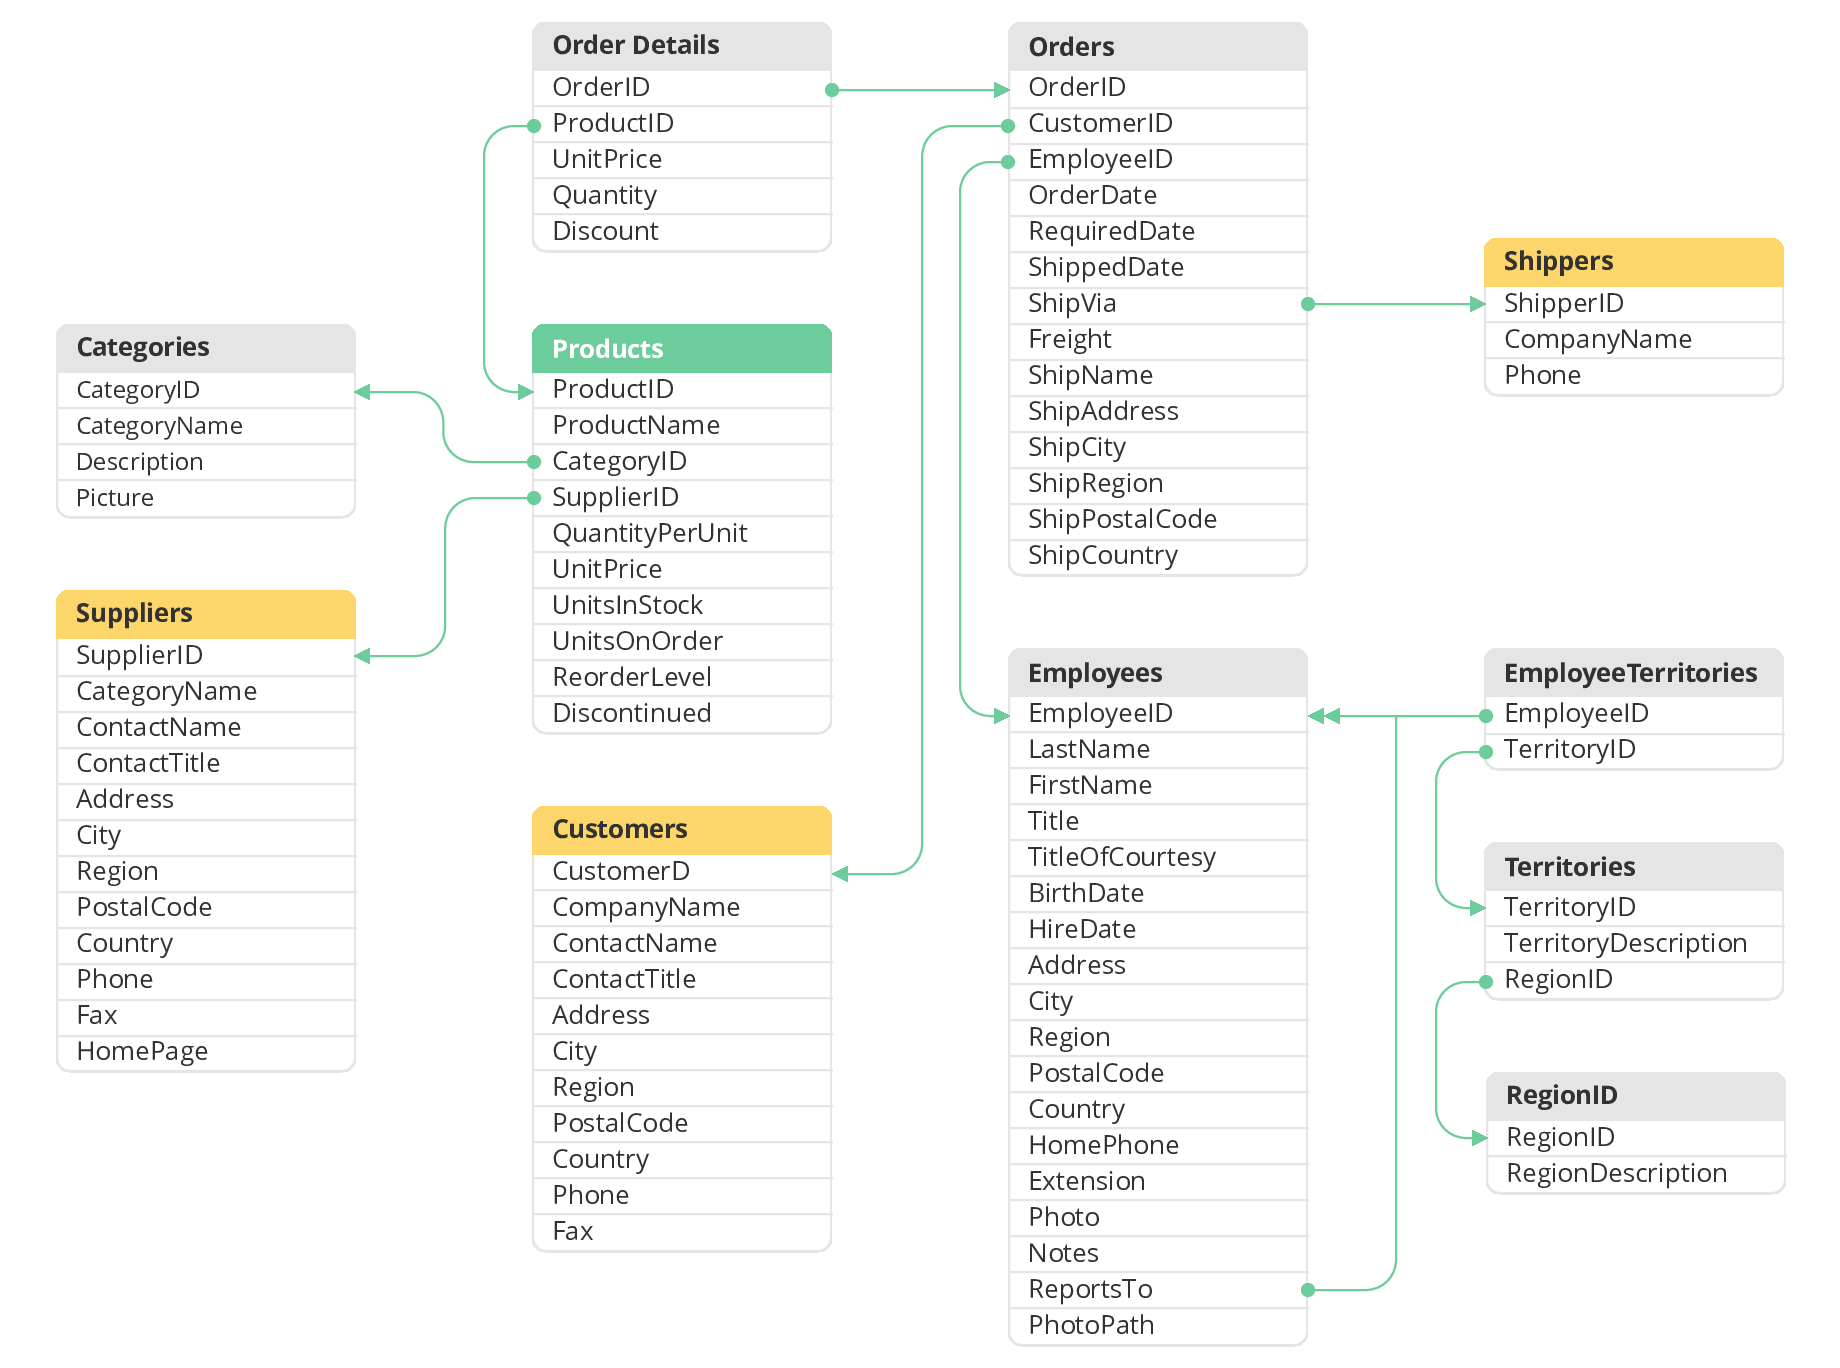 Order Details
OrderID
ProductID
UnitPrice
Quantity
Discount
Orders
OrderID
CustomerID
EmployeeID
OrderDate
RequiredDate
ShippedDate
ShipVia
Freight
ShipName
ShipAddress
ShipCity
ShipRegion
ShipPostalCode
ShipCountry
Shippers
ShipperID
CompanyName
Phone
Categories
CategoryID
CategoryName
Description
Picture
Products
ProductID
ProductName
CategoryID
SupplierID
QuantityPerUnit
UnitPrice
UnitsInStock
UnitsOnOrder
ReorderLevel
Discontinued
Suppliers
SupplierID
CategoryName
ContactName
ContactTitle
Address
City
Region
PostalCode
Country
Phone
Fax
HomePage
Customers
CustomerD
CompanyName
ContactName
ContactTitle
Address
City
Region
PostalCode
Country
Phone
Fax
Employees
EmployeeID
LastName
FirstName
Title
TitleOfCourtesy
BirthDate
HireDate
Address
City
Region
PostalCode
Country
HomePhone
Extension
Photo
Notes
ReportsTo
PhotoPath
EmployeeTerritories
EmployeeID
TerritoryID
Territories
TerritoryID
TerritoryDescription
RegionID
RegionID
RegionID
RegionDescription